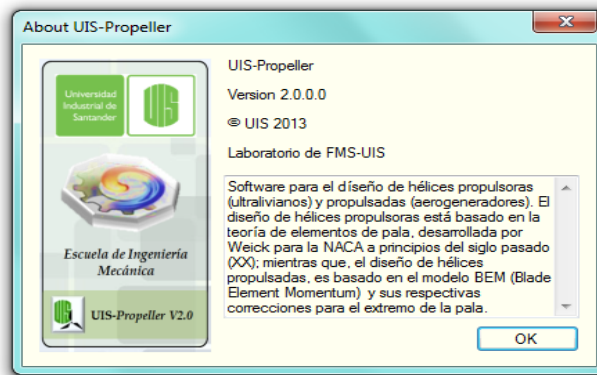 About UIS-Propeller
Universidad
Industrial de
Santander
UIS
Escuela de Ingeniería
Mecánica
UIS-Propeller V2.0
UIS-Propeller
Version 2.0.0.0
© UIS 2013
Laboratorio de FMS-UIS
Software para el díseño de hélices propulsoras
(ultralivianos) y propulsadas (aerogeneradores). El
diseño de hélices propulsoras está basado en la
teoría de elementos de pala, desarrollada por
Weick para la NACA a principios del siglo pasado
(XX); mientras que, el diseño de hélices
propulsadas, es basado en el modelo BEM (Blade
Element Momentum) y sus respectivas
correcciones para el extremo de la pala.
OK